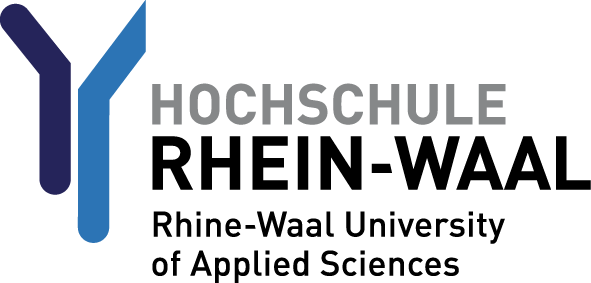 HOCHSCHULE
RHEIN-WAAL
Rhine-Waal University
of Applied Sciences